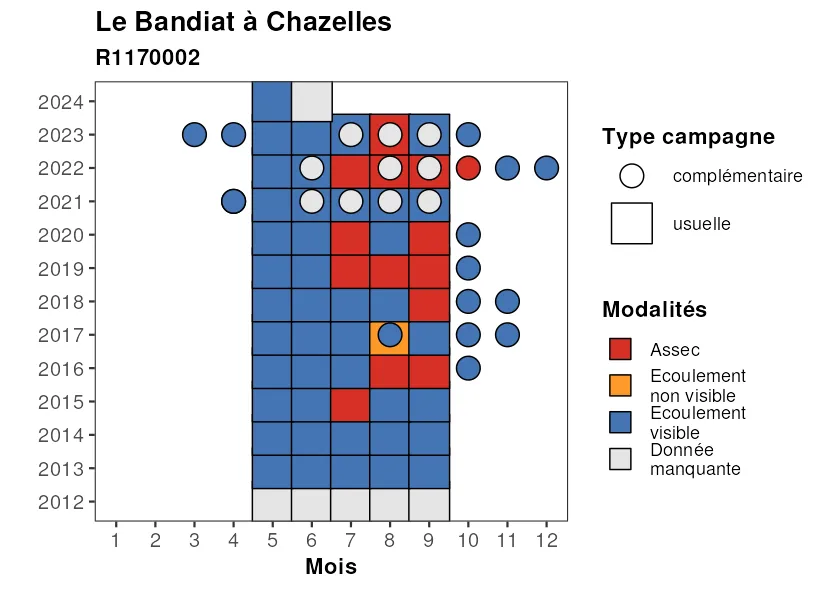 Le Bandiat à Chazelles
R1170002
2024
2023
2022
2021
2020
2019
2018
2017
2016
2015
2014
2013
2012
1 2 3 4 5 6 7 8 9 10 11 12
Mois
Type campagne
complémentaire
usuelle
Modalités
Assec
Ecoulement
non visible
Ecoulement
visible
Donnée
manquante